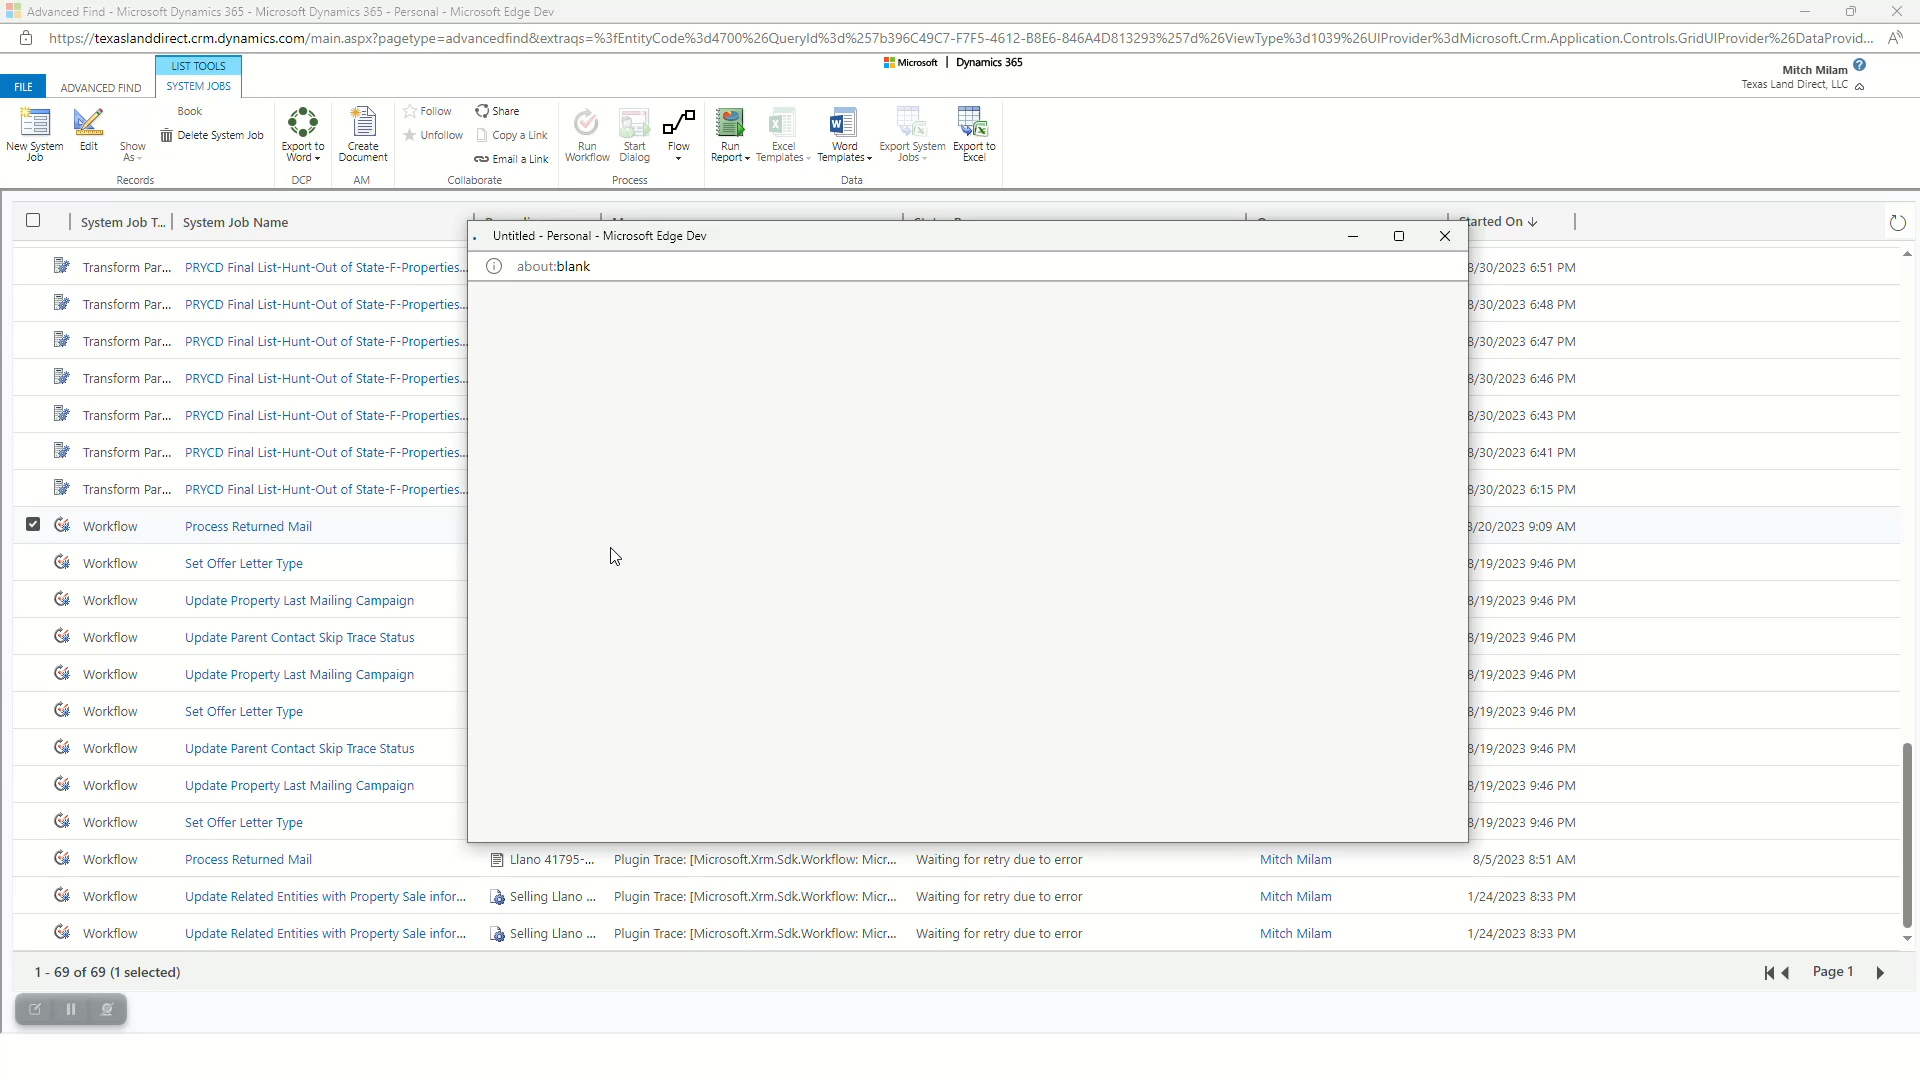 Advanced Find - Microsoft Dynamics 365 - Microsoft Dynamics 365 - Personal - Microsoft Edge Dev
https://texaslanddirect.crm.dynamics.com/main.aspx?pagetype=advancedfind&extraqs=%3fEntityCode%3d4700%26QueryId%3d%257b396C49C7-F7F5-4612-B8E6-846A4D813293%257d%26ViewType%3d1039%26UIProvider%3dMicrosoft.Crm.Application.Controls.GridUIProvider%26DataProvid...
LIST TOOLS
Microsoft | Dynamics 365
Mitch Milam
FILE ADVANCED FIND SYSTEM JOBS
Texas Land Direct, LLC
Book
Follow Share
New System Job
Edit
Show As
Delete System Job
Export to Word
Create Document
Unfollow Copy a Link
Email a Link
Run Workflow
Start Dialog
Flow
Run Report
Excel Templates
Word Templates
Export System Jobs
Export to Excel
Records DCP AM Collaborate Process Data
System Job T... System Job Name
tarted On
Untitled - Personal - Microsoft Edge Dev
about:blank
Transform Par... PRYCD Final List-Hunt-Out of State-F-Properties... 8/30/2023 6:51 PM
Transform Par... PRYCD Final List-Hunt-Out of State-F-Properties... 8/30/2023 6:48 PM
Transform Par... PRYCD Final List-Hunt-Out of State-F-Properties... 8/30/2023 6:47 PM
Transform Par... PRYCD Final List-Hunt-Out of State-F-Properties... 8/30/2023 6:46 PM
Transform Par... PRYCD Final List-Hunt-Out of State-F-Properties... 8/30/2023 6:43 PM
Transform Par... PRYCD Final List-Hunt-Out of State-F-Properties... 8/30/2023 6:41 PM
Transform Par... PRYCD Final List-Hunt-Out of State-F-Properties... 8/30/2023 6:15 PM
Workflow Process Returned Mail 8/20/2023 9:09 AM
Workflow Set Offer Letter Type 8/19/2023 9:46 PM
Workflow Update Property Last Mailing Campaign 8/19/2023 9:46 PM
Workflow Update Parent Contact Skip Trace Status 8/19/2023 9:46 PM
Workflow Update Property Last Mailing Campaign 8/19/2023 9:46 PM
Workflow Set Offer Letter Type 8/19/2023 9:46 PM
Workflow Update Parent Contact Skip Trace Status 8/19/2023 9:46 PM
Workflow Update Property Last Mailing Campaign 8/19/2023 9:46 PM
Workflow Set Offer Letter Type 8/19/2023 9:46 PM
Workflow Process Returned Mail Llano 41795-... Plugin Trace: [Microsoft.Xrm.Sdk.Workflow: Micr... Waiting for retry due to error Mitch Milam 8/5/2023 8:51 AM
Workflow Update Related Entities with Property Sale infor... Selling Llano ... Plugin Trace: [Microsoft.Xrm.Sdk.Workflow: Micr... Waiting for retry due to error Mitch Milam 1/24/2023 8:33 PM
Workflow Update Related Entities with Property Sale infor... Selling Llano ... Plugin Trace: [Microsoft.Xrm.Sdk.Workflow: Micr... Waiting for retry due to error Mitch Milam 1/24/2023 8:33 PM
1 - 69 of 69 (1 selected)
Page 1